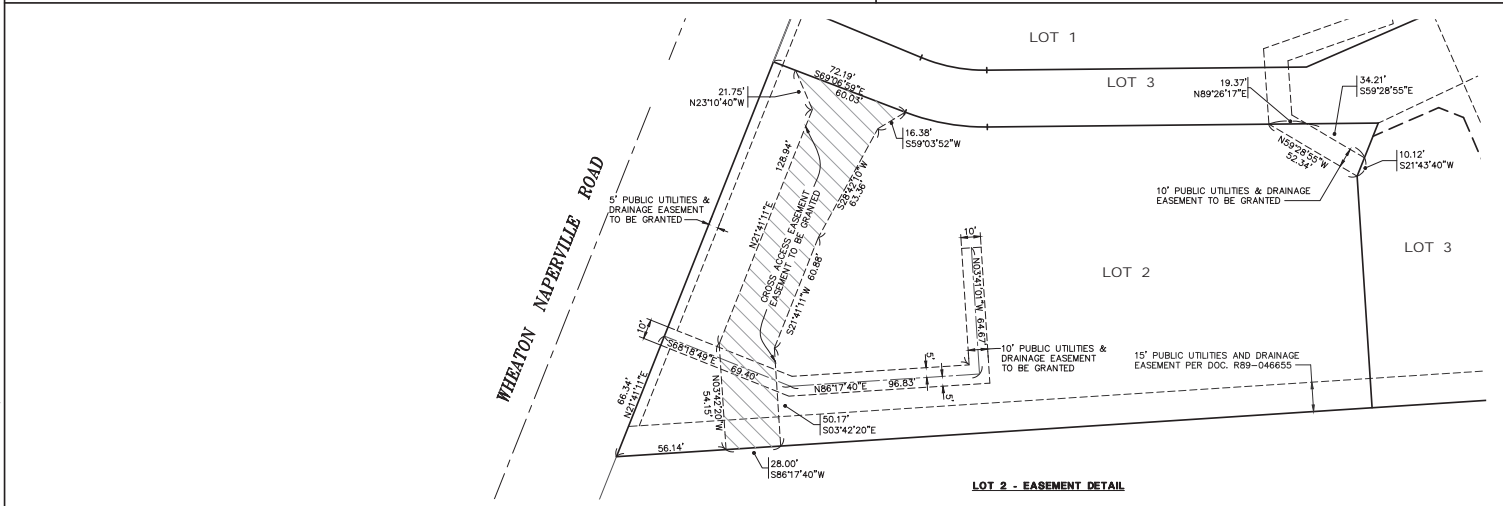 LOT 1
72.19'
S69°06'59"E
60.03'
LOT 3
21.75'
N23°10'40"W
19.37'
N89°26'17"E
34.21'
S59°28'55"E
16.38'
S59°03'52"W
N59°28'55"W
52.34'
10.12'
S21°43'40"W
128.94'
N21°41'11"E
S28°42'10"W
63.36'
10' PUBLIC UTILITIES & DRAINAGE
EASEMENT TO BE GRANTED
5' PUBLIC UTILITIES &
DRAINAGE EASEMENT
TO BE GRANTED
WHEATON NAPERVILLE ROAD
CROSS ACCESS EASEMENT
EASEMENT TO BE GRANTED
S21°41'11"W 60.88'
10'
N03°41'01"W 64.67'
LOT 2
LOT 3
10'
S68°18'49"E
69.40'
10' PUBLIC UTILITIES &
DRAINAGE EASEMENT
TO BE GRANTED
15' PUBLIC UTILITIES AND DRAINAGE
EASEMENT PER DOC. R89-046655
5'
N86°17'40"E 96.83'
5'
66.34'
N21°41'11"E
N03°42'20"W
54.15'
50.17'
S03°42'20"E
56.14'
28.00'
S86°17'40"W
LOT 2 - EASEMENT DETAIL